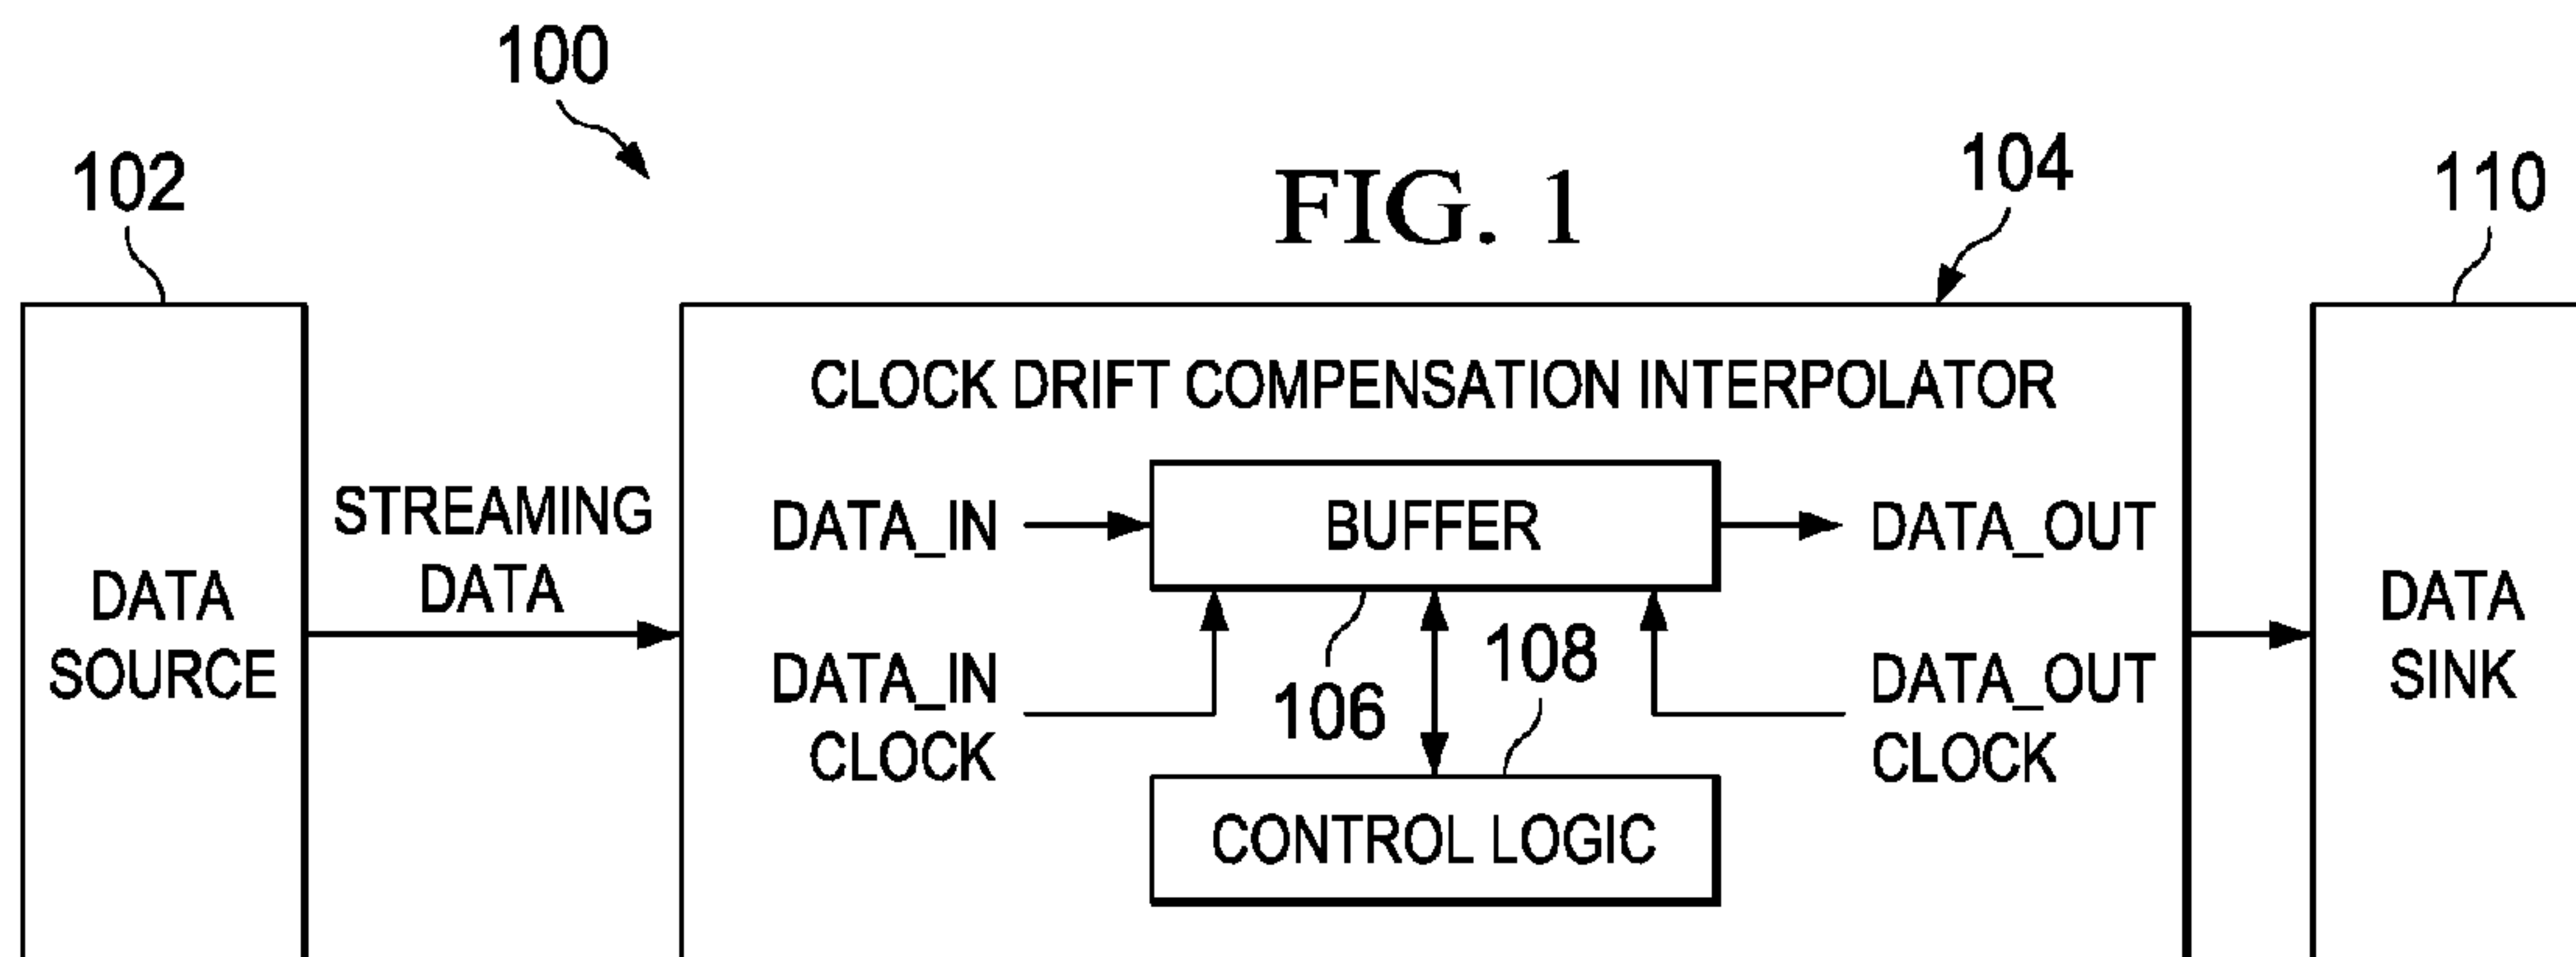 100
FIG. 1
102
104
110
CLOCK DRIFT COMPENSATION INTERPOLATOR
STREAMING
DATA
DATA
SOURCE
DATA_IN
BUFFER
DATA_OUT
DATA_IN
CLOCK
106
108
DATA_OUT
CLOCK
CONTROL LOGIC
DATA
SINK